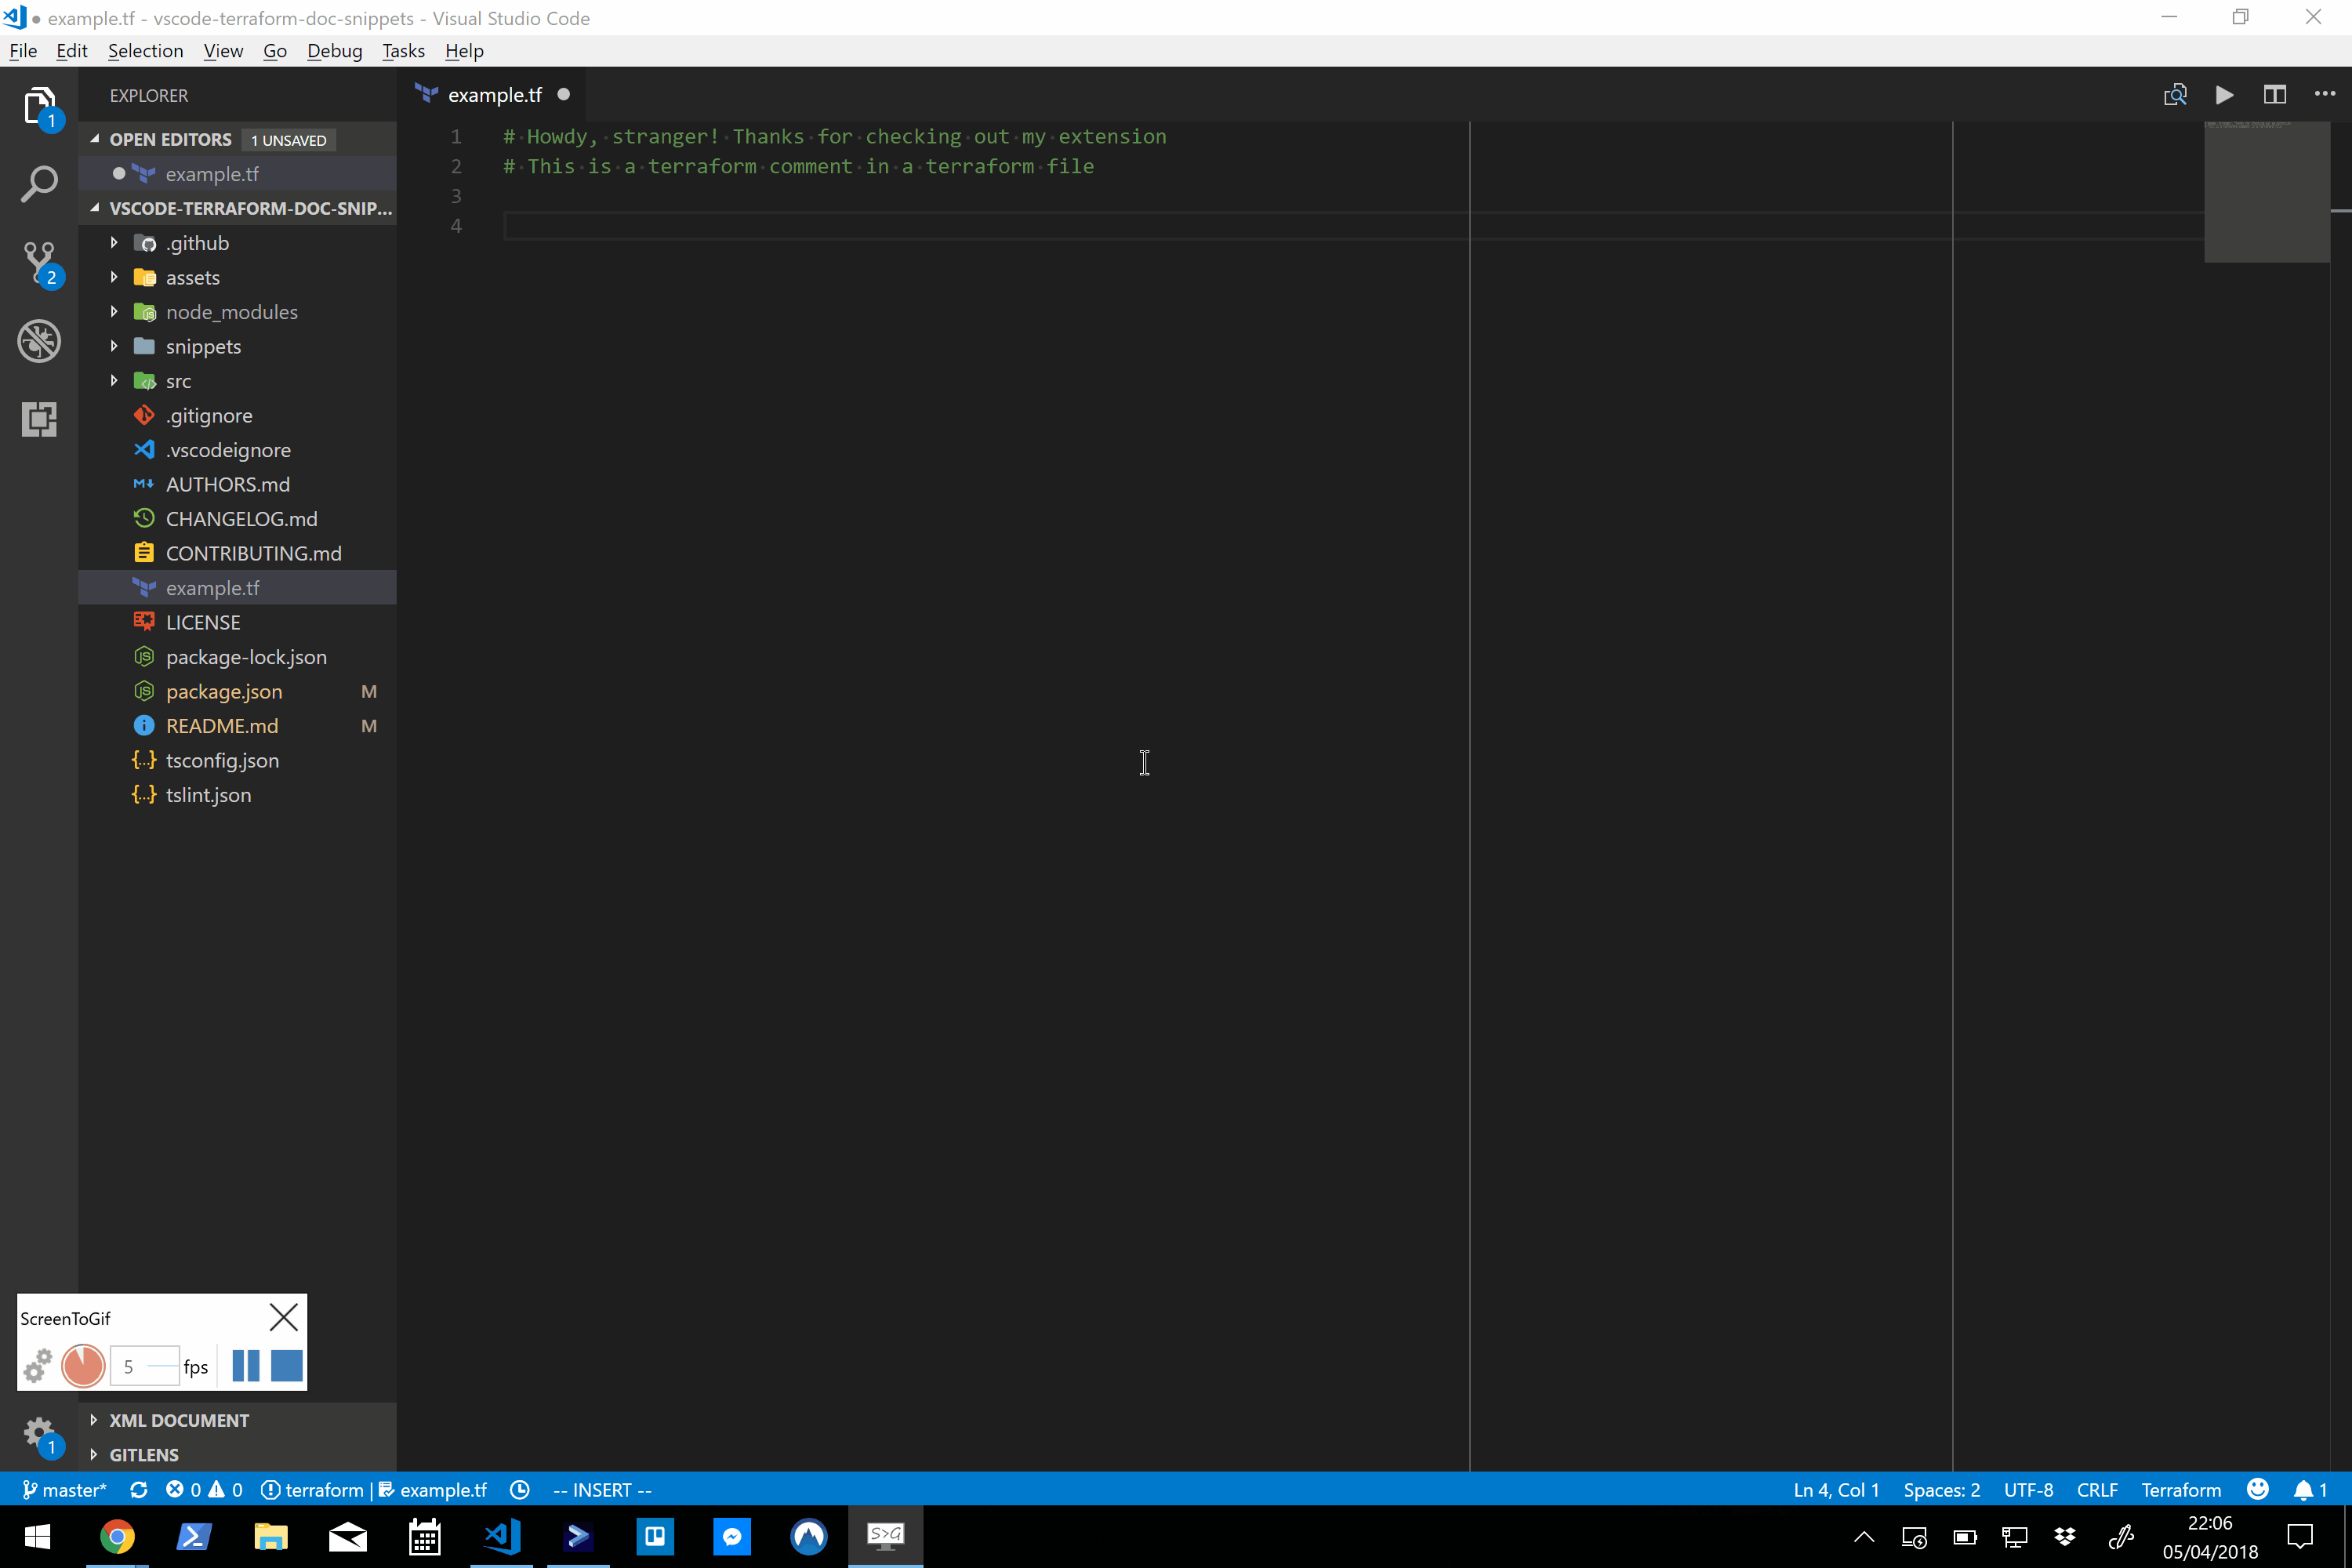 example.tf - vscode-terraform-doc-snippets - Visual Studio Code
File Edit Selection View Go Debug Tasks Help
1
EXPLORER
example.tf
OPEN EDITORS 1 UNSAVED
example.tf
VSCODE-TERRAFORM-DOC-SNIP...
.github
2
assets
node_modules
snippets
src
.gitignore
.vscodeignore
AUTHORS.md
CHANGELOG.md
CONTRIBUTING.md
example.tf
LICENSE
package-lock.json
package.json M
README.md M
tsconfig.json
tslint.json
1 # Howdy, stranger! Thanks for checking out my extension
2 # This is a terraform comment in a terraform file
3
4
ScreenToGif
5 fps
XML DOCUMENT
1
GITLENS
master* 0 0 terraform | example.tf -- INSERT -- Ln 4, Col 1 Spaces: 2 UTF-8 CRLF Terraform 1
S>G
22:06
05/04/2018